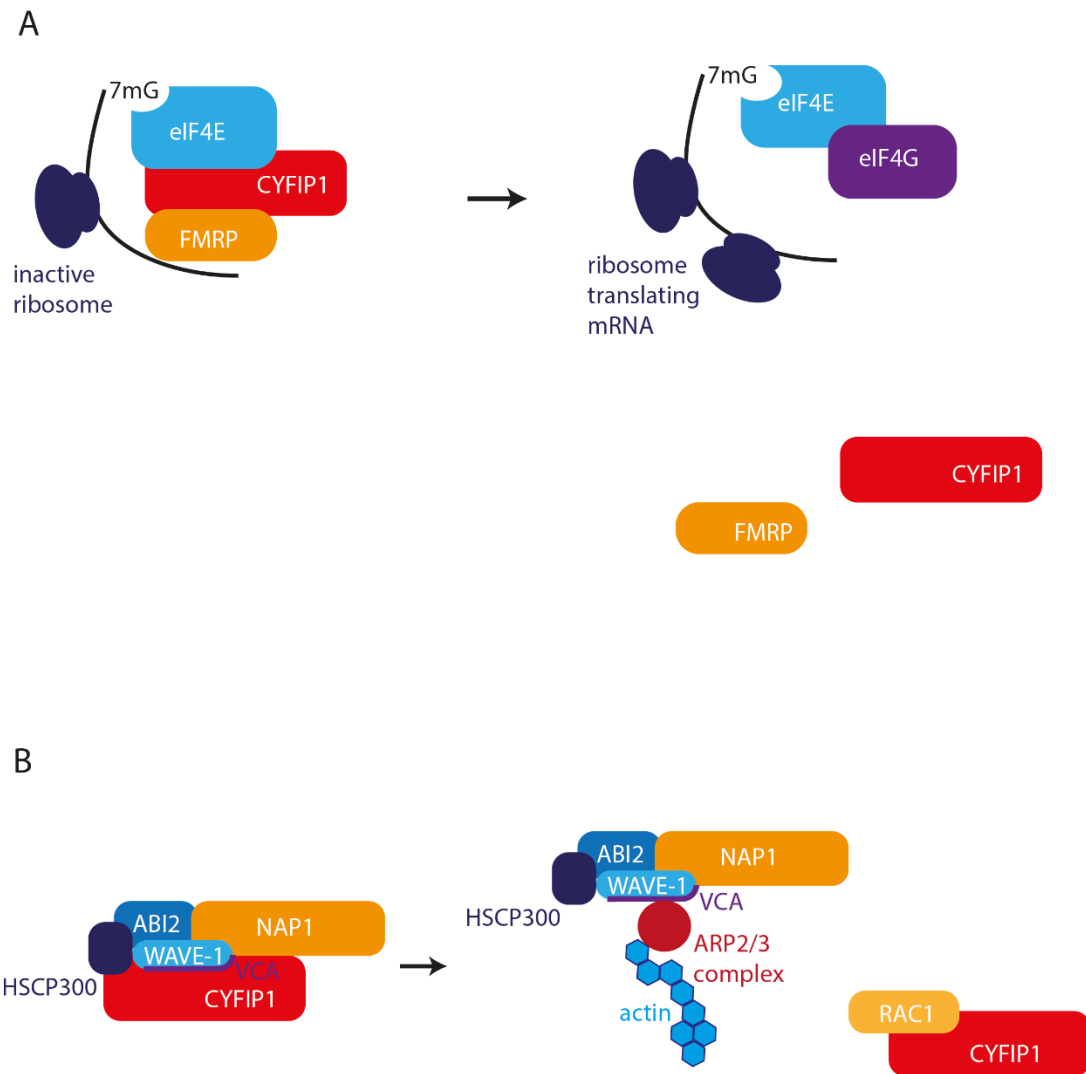 A
7mG
eIF4E
CYFIP1
FMRP
inactive
ribosome
7mG
eIF4E
eIF4G
ribosome
translating
mRNA
CYFIP1
FMRP
B
ABI2
NAP1
WAVE-1
VCA
HSCP300
CYFIP1
ABI2
NAP1
WAVE-1
VCA
HSCP300
ARP2/3
complex
actin
RAC1
CYFIP1